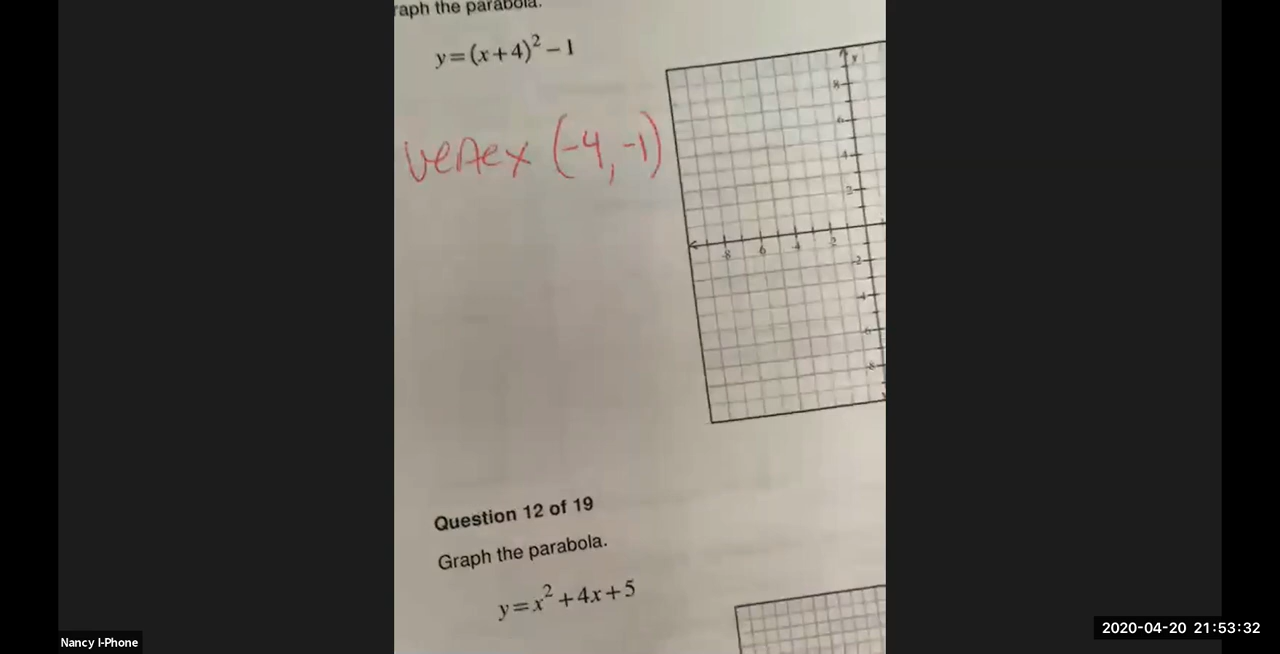 raph the parabola.
y=(x+4)² − 1
vertex (-4, -1)
y
8
6
4
2
-8 6 -4 -2
-2
-4
-6
-8
Question 12 of 19
Graph the parabola.
y=x² +4x+5
Nancy I-Phone
2020-04-20 21:53:32